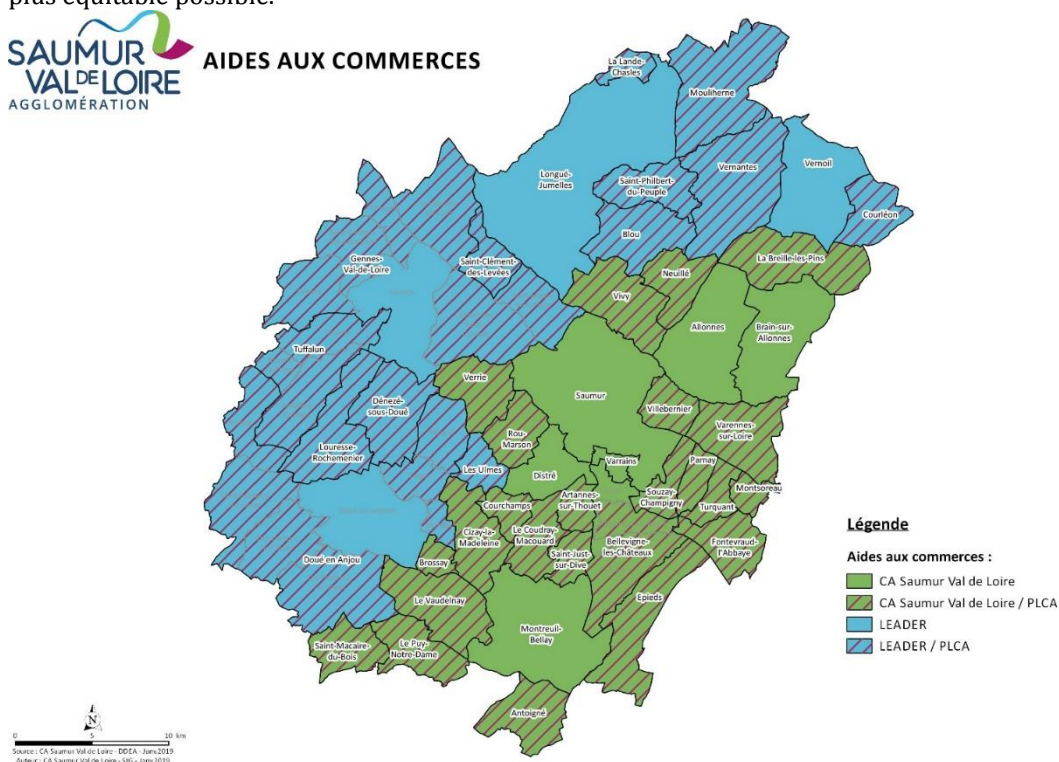 plus équitable possible.
SAUMUR
VAL DE LOIRE
AGGLOMÉRATION
AIDES AUX COMMERCES
La Lande-
Chasles
Mouliherne
Longué-
Jumelles
Saint-Philbert-
du-Peuple
Vernantes
Vernoil
Courléon
Blou
Gennes-
Val-de-Loire
Saint-Clément-
des-Levées
La Breille-les-Pins
Neuillé
Vivy
Allonnes
Brain-sur-
Allonnes
Tuffalun
Verrie
Dénezé-
sous-Doué
Saumur
Villebernier
Varennes-
sur-Loire
Rou-
Marson
Louresse-
Rochemenier
Les Ulmes
Distré
Varrains
Parnay
Souzay-
Champigny
Montsoreau
Turquant
Artannes-
sur-Thouet
Courchamps
Cizay-la-
Madeleine
Le Coudray-
Macouard
Saint-Just-
sur-Dive
Bellevigne-
les-Châteaux
Fontevraud-
l'Abbaye
Doué en Anjou
Brossay
Le Vaudelnay
Epieds
Montreuil-
Bellay
Saint-Macaire-
du-Bois
Le Puy-
Notre-Dame
Antoigné
Légende
Aides aux commerces :
CA Saumur Val de Loire
CA Saumur Val de Loire / PLCA
LEADER
LEADER / PLCA
N
0 5 10 km
Source : CA Saumur Val de Loire - DDEA - Janv.2019
Auteur : CA Saumur Val de Loire - SIG - Janv.2019